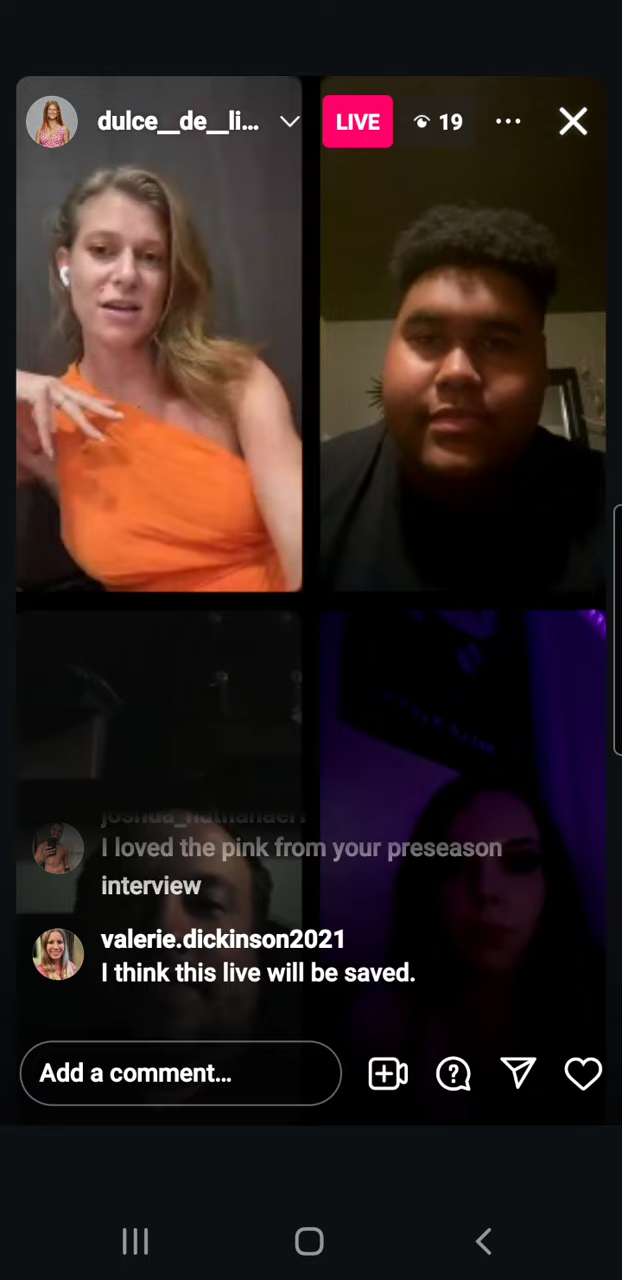 dulce__de__li...
LIVE
19
I loved the pink from your preseason
interview
valerie.dickinson2021
I think this live will be saved.
Add a comment...